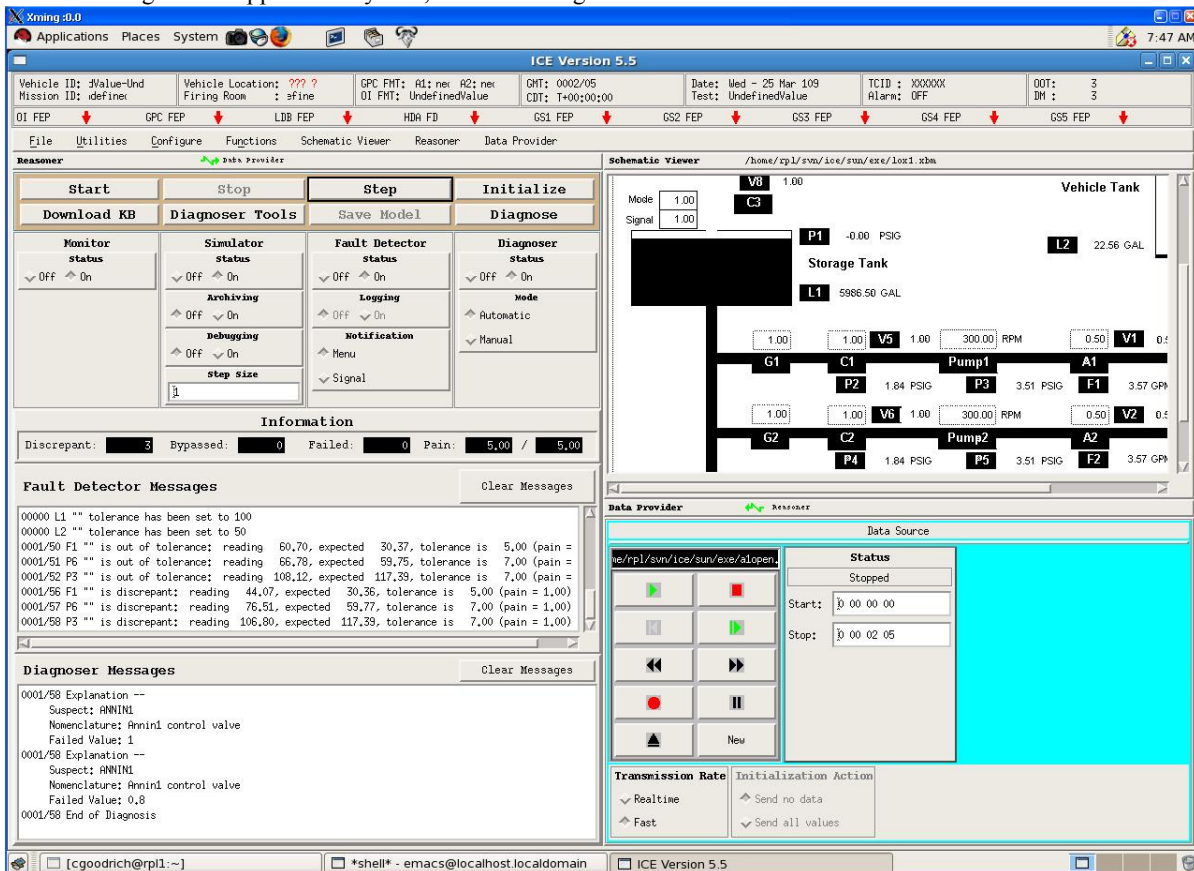 Xming :0.0
Applications Places System 7:47 AM
ICE Version 5.5
Vehicle ID: Value-Und Vehicle Location: ??? ? GPC FMT: A1: A2: GMT: 0002/05 Date: Wed - 25 Mar 109 TCID : XXXXXX OOT: 3
Mission ID: Firing Room : OI FMT: UndefinedValue CDT: T+00:00:00 Test: UndefinedValue Alarm: OFF DM : 3
OI FEP GPC FEP LDB FEP HDA FD GS1 FEP GS2 FEP GS3 FEP GS4 FEP GS5 FEP
File Utilities Configure Functions Schematic Viewer Reasoner Data Provider
Reasoner Data Provider
Start Stop Step Initialize
Download KB Diagnoser Tools Save Model Diagnose
Monitor Simulator Fault Detector Diagnoser
Status Status Status Status
Off On Off On Off On Off On
Archiving Logging Mode
Off On Off On Automatic
Debugging Notification Manual
Off On Menu
Step Size Signal
1
Information
Discrepant: 3 Bypassed: 0 Failed: 0 Pain: 5.00 / 5.00
Fault Detector Messages Clear Messages
00000 L1 "" tolerance has been set to 100
00000 L2 "" tolerance has been set to 50
0001/50 F1 "" is out of tolerance: reading 60.70, expected 30.37, tolerance is 5.00 (pain =
0001/51 P6 "" is out of tolerance: reading 66.78, expected 59.75, tolerance is 7.00 (pain =
0001/52 P3 "" is out of tolerance: reading 108.12, expected 117.39, tolerance is 7.00 (pain =
0001/56 F1 "" is discrepant: reading 44.07, expected 30.36, tolerance is 5.00 (pain = 1.00)
0001/57 P6 "" is discrepant: reading 76.51, expected 59.77, tolerance is 7.00 (pain = 1.00)
0001/58 P3 "" is discrepant: reading 106.80, expected 117.39, tolerance is 7.00 (pain = 1.00)
Diagnoser Messages Clear Messages
0001/58 Explanation --
Suspect: ANNIN1
Nomenclature: Annin1 control valve
Failed Value: 1
0001/58 Explanation --
Suspect: ANNIN1
Nomenclature: Annin1 control valve
Failed Value: 0.8
0001/58 End of Diagnosis
Schematic Viewer /home/rpl/svn/ice/sun/exe/lox1.xbm
V8 1.00
Mode 1.00 C3
Signal 1.00
Vehicle Tank
P1 -0.00 PSIG
L2 22.56 GAL
Storage Tank
L1 5986.50 GAL
1.00 1.00 V5 1.00 300.00 RPM 0.50 V1
G1 C1 Pump1 A1
P2 1.84 PSIG P3 3.51 PSIG F1 3.57 GPM
1.00 1.00 V6 1.00 300.00 RPM 0.50 V2
G2 C2 Pump2 A2
P4 1.84 PSIG P5 3.51 PSIG F2 3.57 GPM
Data Provider Reasoner
Data Source
me/rpl/svn/ice/sun/exe/a1open.
Status
Stopped
Start: 0 00 00 00
Stop: 0 00 02 05
New
Transmission Rate Initialization Action
Realtime Send no data
Fast Send all values
[cgoodrich@rpl1:~] *shell* - emacs@localhost.localdomain ICE Version 5.5